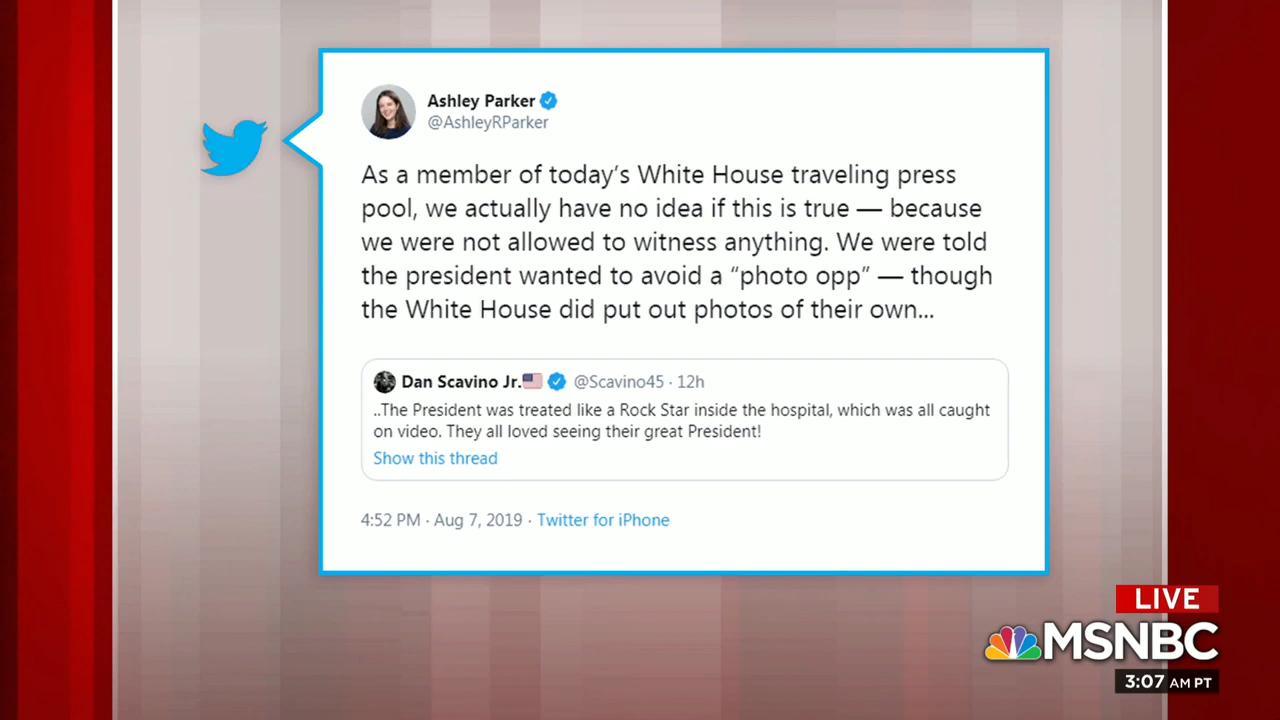 Ashley Parker
@AshleyRParker
As a member of today’s White House traveling press
pool, we actually have no idea if this is true — because
we were not allowed to witness anything. We were told
the president wanted to avoid a “photo opp” — though
the White House did put out photos of their own...
Dan Scavino Jr.🇺🇸 @Scavino45 · 12h
..The President was treated like a Rock Star inside the hospital, which was all caught
on video. They all loved seeing their great President!
Show this thread
4:52 PM · Aug 7, 2019 · Twitter for iPhone
LIVE
MSNBC
3:07 AM PT